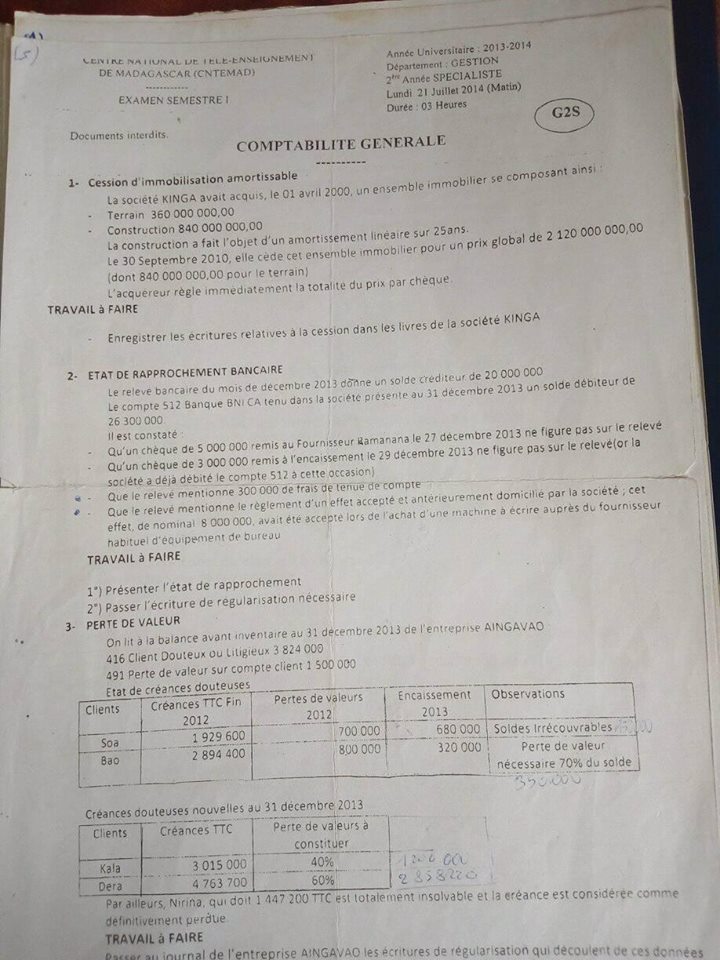 (5)
CENTRE NATIONAL DE TELE-ENSEIGNEMENT
DE MADAGASCAR (CNTEMAD)
EXAMEN SEMESTRE I
Année Universitaire : 2013-2014
Département : GESTION
2ème Année SPECIALISTE
Lundi 21 Juillet 2014 (Matin)
Durée : 03 Heures
G2S
Documents interdits.
COMPTABILITE GENERALE
1- Cession d'immobilisation amortissable
La société KINGA avait acquis, le 01 avril 2000, un ensemble immobilier se composant ainsi :
- Terrain 360 000 000,00
- Construction 840 000 000,00
La construction a fait l'objet d'un amortissement linéaire sur 25ans.
Le 30 Septembre 2010, elle cède cet ensemble immobilier pour un prix global de 2 120 000 000,00
(dont 840 000 000,00 pour le terrain)
L'acquéreur règle immédiatement la totalité du prix par chèque.
TRAVAIL à FAIRE
- Enregistrer les écritures relatives à la cession dans les livres de la société KINGA
2- ETAT DE RAPPROCHEMENT BANCAIRE
Le relevé bancaire du mois de décembre 2013 donne un solde créditeur de 20 000 000
Le compte 512 Banque BNI CA tenu dans la société présente au 31 décembre 2013 un solde débiteur de
26 300 000
Il est constaté :
- Qu'un chèque de 5 000 000 remis au Fournisseur Ramanana le 27 décembre 2013 ne figure pas sur le relevé
- Qu'un chèque de 3 000 000 remis à l'encaissement le 29 décembre 2013 ne figure pas sur le relevé(or la
société a déjà débité le compte 512 à cette occasion)
- Que le relevé mentionne 300 000 de frais de tenue de compte
- Que le relevé mentionne le règlement d'un effet accepté et antérieurement domicilié par la société ; cet
effet, de nominal 8 000 000, avait été accepté lors de l'achat d'une machine à écrire auprès du fournisseur
habituel d'équipement de bureau
TRAVAIL à FAIRE
1°) Présenter l'état de rapprochement
2°) Passer l'écriture de régularisation nécessaire
3- PERTE DE VALEUR
On lit à la balance avant inventaire au 31 décembre 2013 de l'entreprise AINGAVAO :
416 Client Douteux ou Litigieux 3 824 000
491 Perte de valeur sur compte client 1 500 000
Etat de créances douteuses
Clients Créances TTC Fin 2012 Pertes de valeurs 2012 Encaissement 2013 Observations
Soa 1 929 600 700 000 680 000 Soldes Irrécouvrables
Bao 2 894 400 800 000 320 000 Perte de valeur nécessaire 70% du solde
350.000
Créances douteuses nouvelles au 31 décembre 2013
Clients Créances TTC Perte de valeurs à constituer
Kala 3 015 000 40%
Dera 4 763 700 60% 2 858220
Par ailleurs, Nirina, qui doit 1 447 200 TTC est totalement insolvable et la créance est considérée comme
définitivement perdue.
TRAVAIL à FAIRE
Passer au journal de l'entreprise AINGAVAO les écritures de régularisation qui découlent de ces données